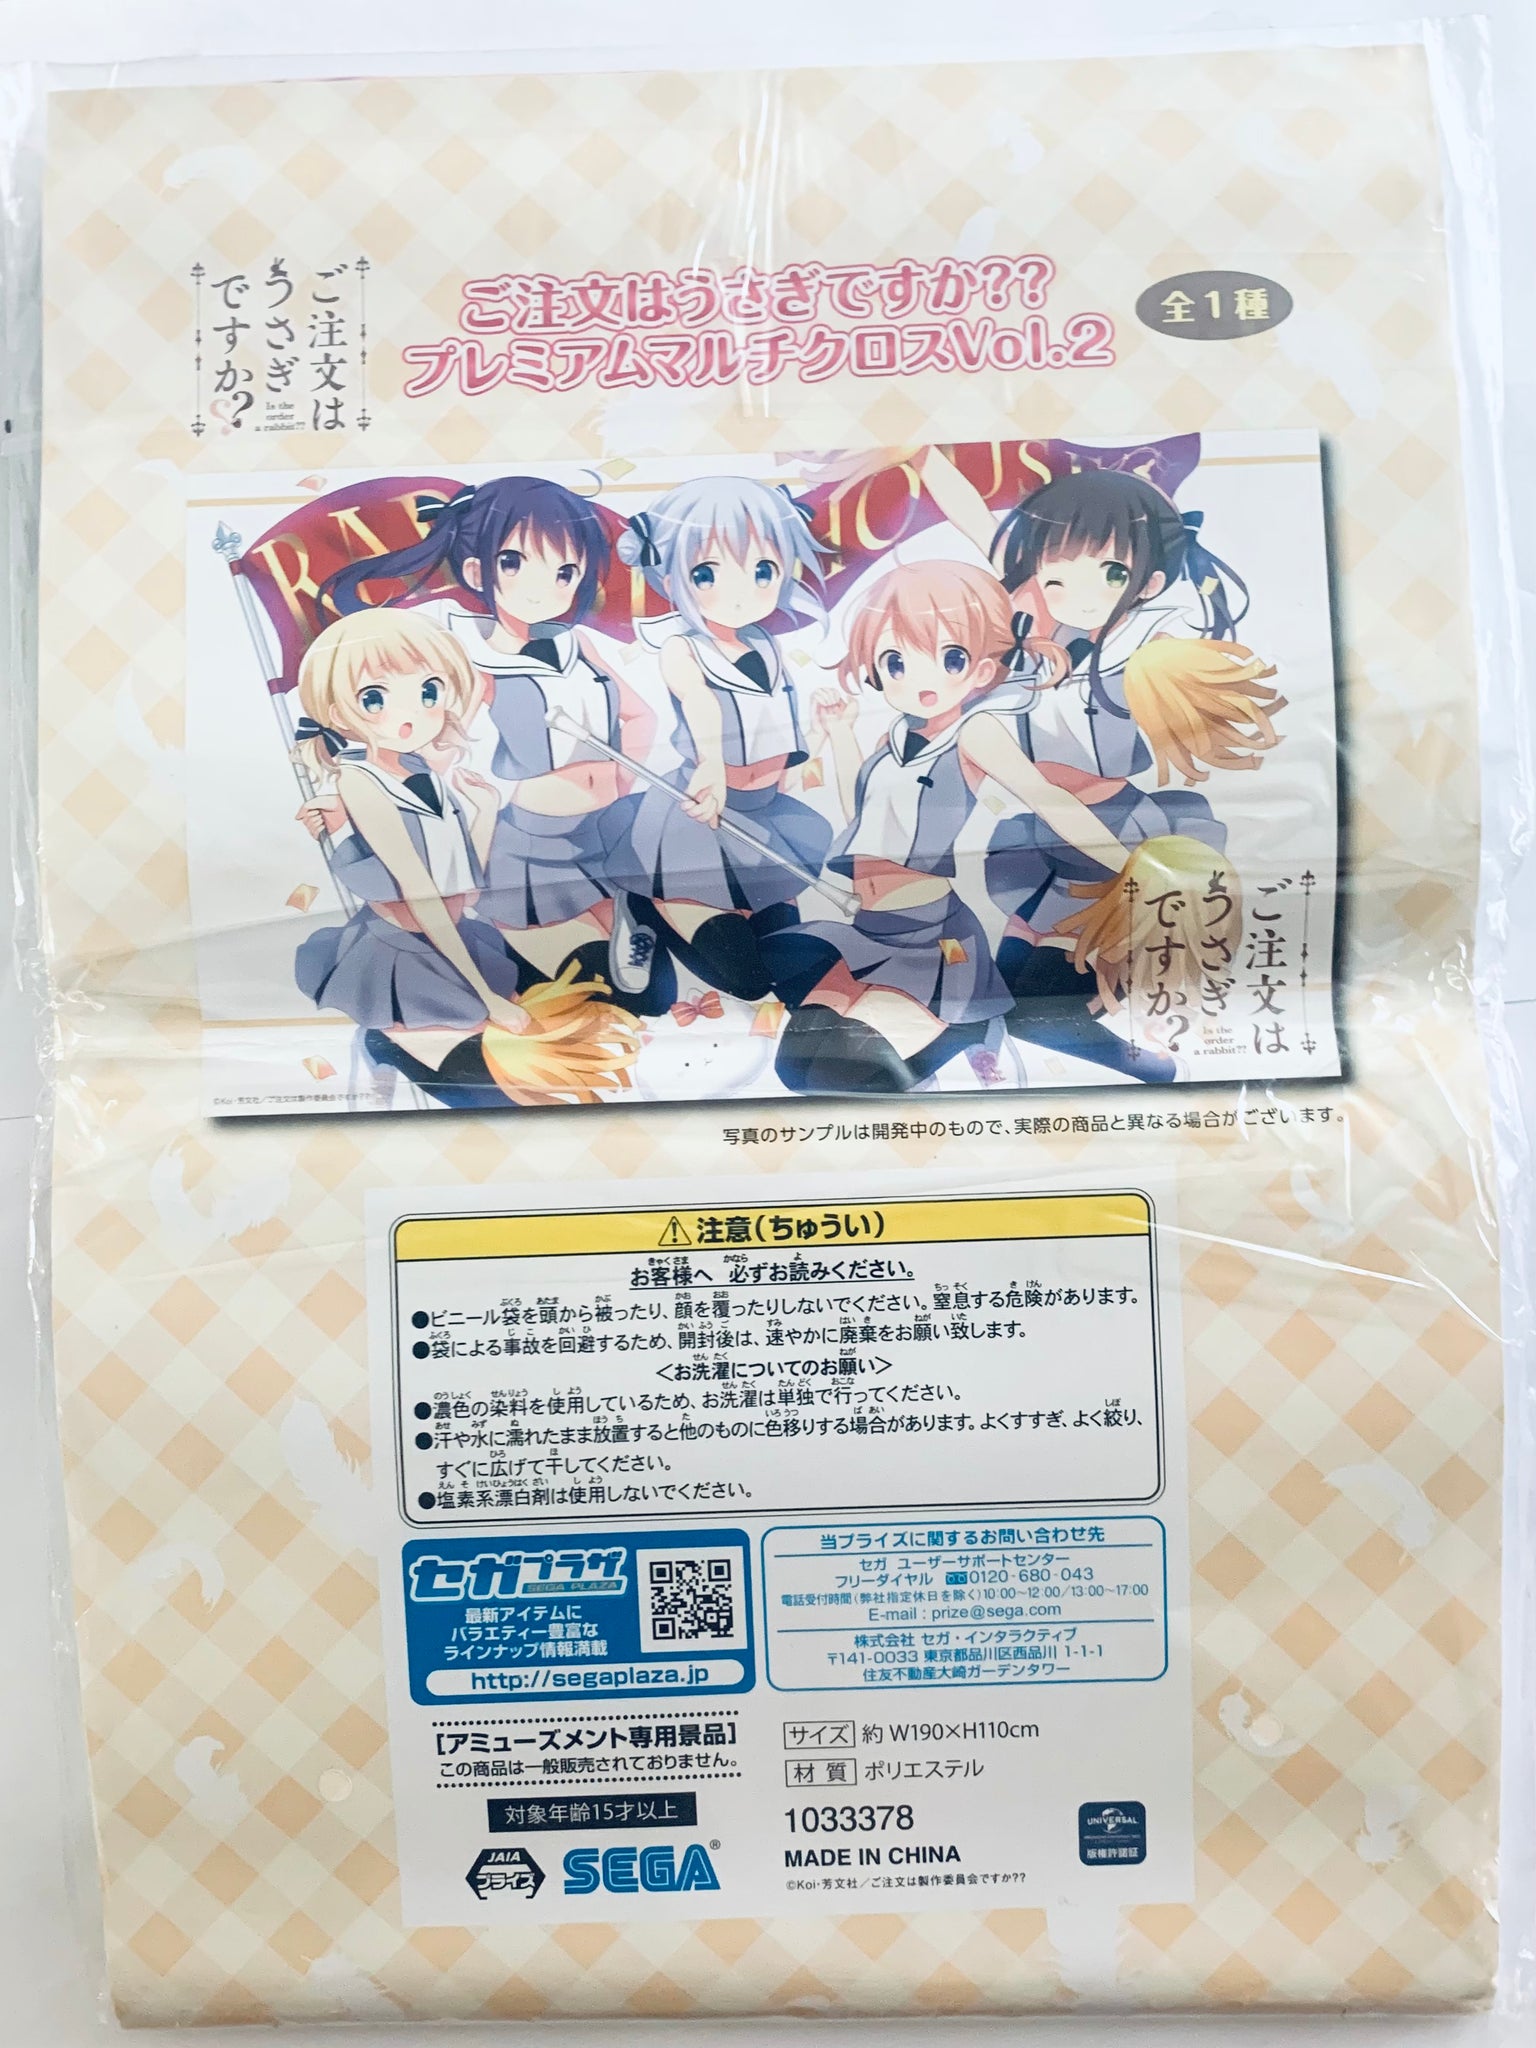 ご注文は
うさぎ
ですか??
Is the
order
a rabbit??
ご注文はうさぎですか??
プレミアムマルチクロスVol.2
全1種
RAB
HOUSE
ご注文は
うさぎ
ですか??
Is the
order
a rabbit??
©Koi・芳文社/ご注文は製作委員会ですか??
写真のサンプルは開発中のもので、実際の商品と異なる場合がございます。
⚠注意(ちゅうい)
お客様へ 必ずお読みください。
●ビニール袋を頭から被ったり、顔を覆ったりしないでください。窒息する危険があります。
●袋による事故を回避するため、開封後は、速やかに廃棄をお願い致します。
<お洗濯についてのお願い>
●濃色の染料を使用しているため、お洗濯は単独で行ってください。
●汗や水に濡れたまま放置すると他のものに色移りする場合があります。よくすすぎ、よく絞り、
すぐに広げて干してください。
●塩素系漂白剤は使用しないでください。
セガプラザ
SEGA PLAZA
最新アイテムに
バラエティー豊富な
ラインナップ情報満載
http://segaplaza.jp
当プライズに関するお問い合わせ先
セガ ユーザーサポートセンター
フリーダイヤル 0120-680-043
電話受付時間(弊社指定休日を除く)10:00~12:00/13:00~17:00
E-mail : prize@sega.com
株式会社 セガ・インタラクティブ
〒141-0033 東京都品川区西品川 1-1-1
住友不動産大崎ガーデンタワー
[アミューズメント専用景品]
この商品は一般販売されておりません。
対象年齢15才以上
JAIA
プライズ
SEGA®
サイズ 約 W190×H110cm
材質 ポリエステル
1033378
MADE IN CHINA
©Koi・芳文社/ご注文は製作委員会ですか??
UNIVERSAL
版権許諾証